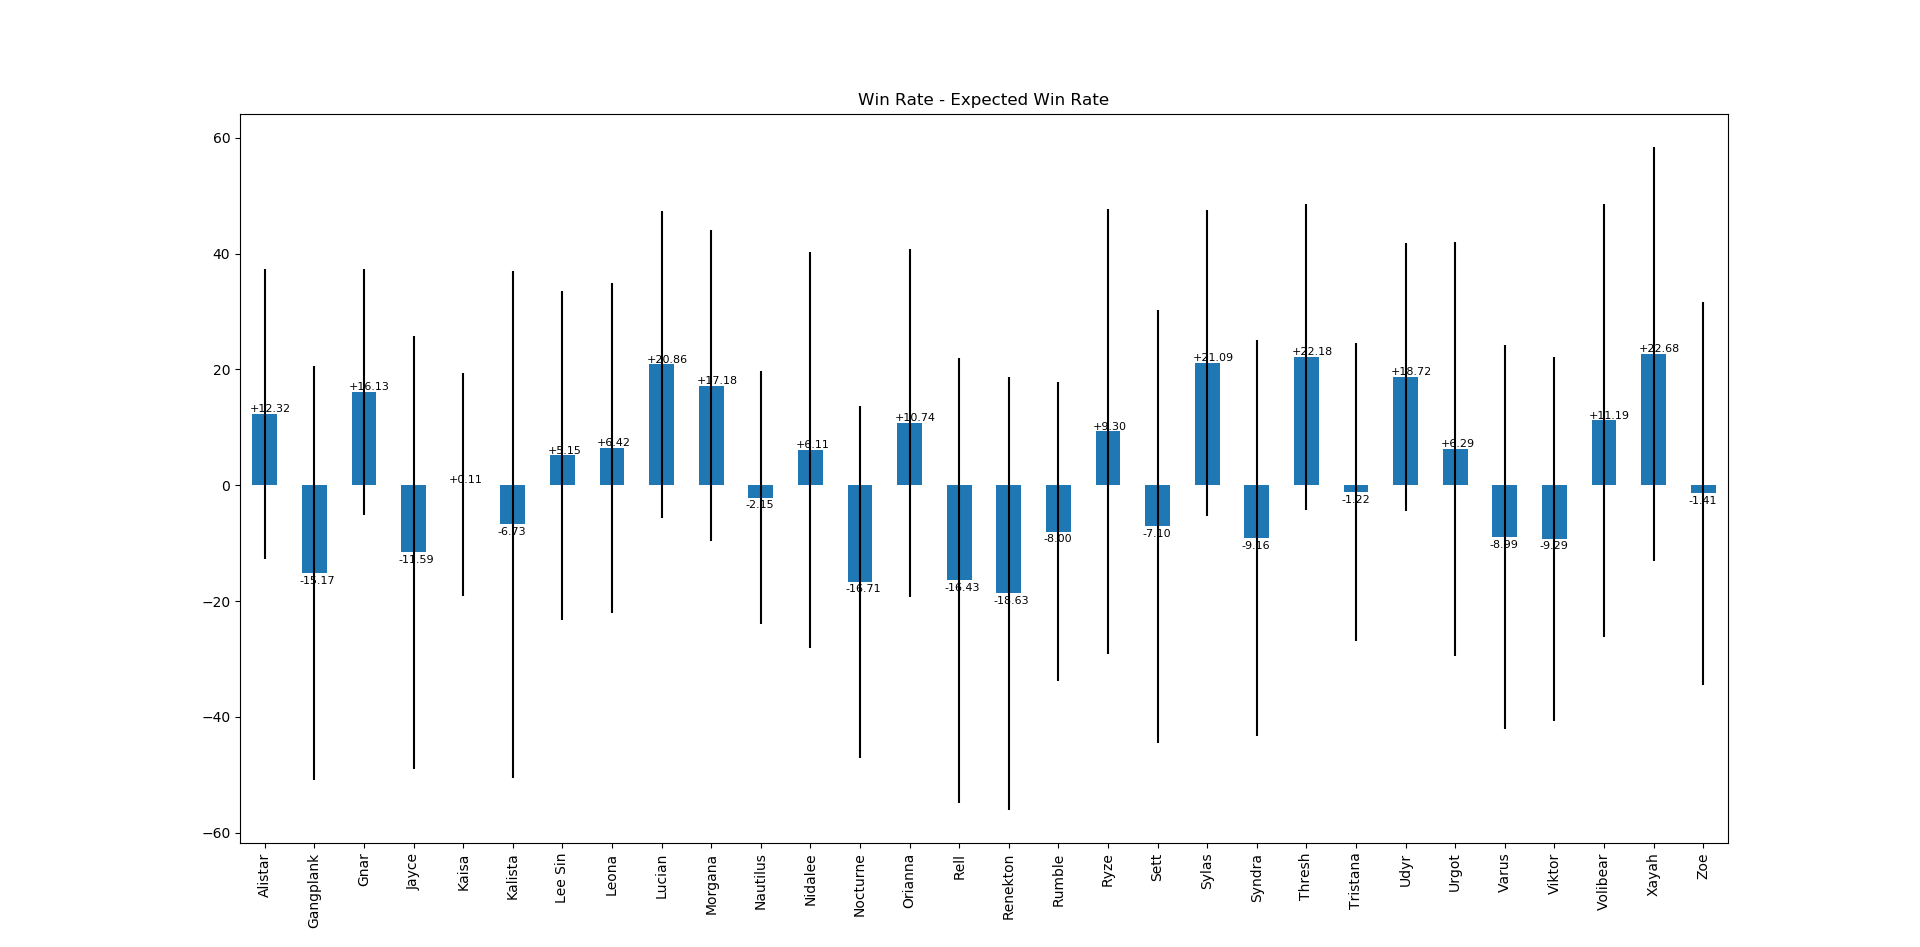 Win Rate - Expected Win Rate
60
40
20
0
−20
−40
−60
+12.32
-15.17
+16.13
-11.59
+0.11
-6.73
+5.15
+6.42
+20.86
+17.18
-2.15
+6.11
-16.71
+10.74
-16.43
-18.63
-8.00
+9.30
-7.10
+21.09
-9.16
+22.18
-1.22
+18.72
+6.29
-8.99
-9.29
+11.19
+22.68
-1.41
Alistar
Gangplank
Gnar
Jayce
Kaisa
Kalista
Lee Sin
Leona
Lucian
Morgana
Nautilus
Nidalee
Nocturne
Orianna
Rell
Renekton
Rumble
Ryze
Sett
Sylas
Syndra
Thresh
Tristana
Udyr
Urgot
Varus
Viktor
Volibear
Xayah
Zoe